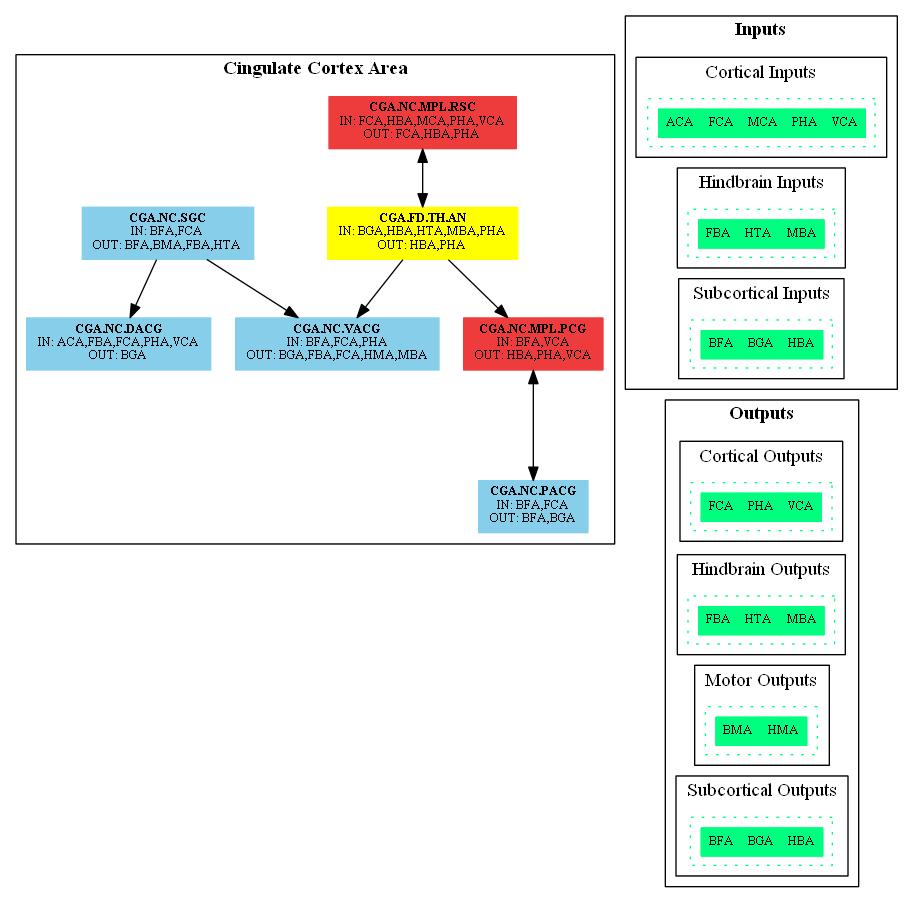 Cingulate Cortex Area
CGA.NC.MPL.RSC
IN: FCA,HBA,MCA,PHA,VCA
OUT: FCA,HBA,PHA
CGA.NC.SGC
IN: BFA,FCA
OUT: BFA,BMA,FBA,HTA
CGA.FD.TH.AN
IN: BGA,HBA,HTA,MBA,PHA
OUT: HBA,PHA
CGA.NC.DACG
IN: ACA,FBA,FCA,PHA,VCA
OUT: BGA
CGA.NC.VACG
IN: BFA,FCA,PHA
OUT: BGA,FBA,FCA,HMA,MBA
CGA.NC.MPL.PCG
IN: BFA,VCA
OUT: HBA,PHA,VCA
CGA.NC.PACG
IN: BFA,FCA
OUT: BFA,BGA
Inputs
Cortical Inputs
ACA FCA MCA PHA VCA
Hindbrain Inputs
FBA HTA MBA
Subcortical Inputs
BFA BGA HBA
Outputs
Cortical Outputs
FCA PHA VCA
Hindbrain Outputs
FBA HTA MBA
Motor Outputs
BMA HMA
Subcortical Outputs
BFA BGA HBA